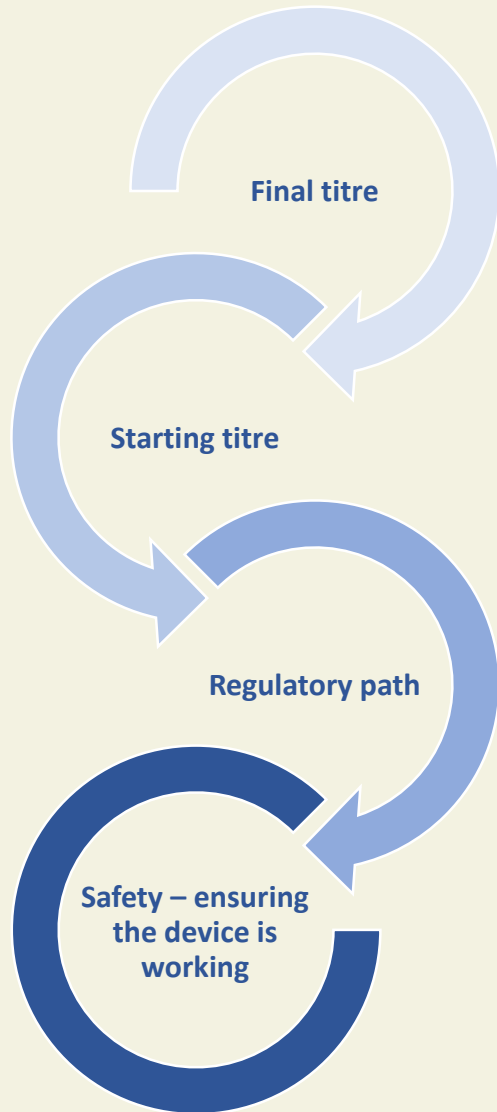 Final titre
Starting titre
Regulatory path
Safety – ensuring
the device is
working